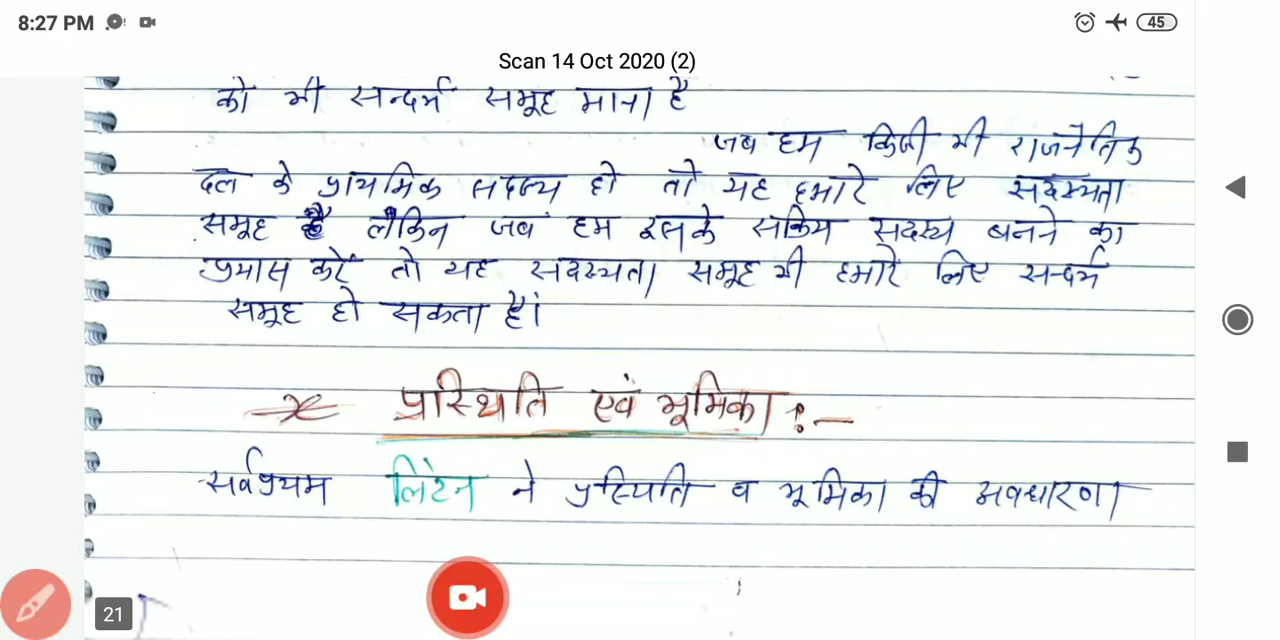 8:27 PM
45
Scan 14 Oct 2020 (2)
को भी सन्दर्भ समूह माना है
जब हम किसी भी राजनैतिक
दल के प्राथमिक सदस्य हो तो यह हमारे लिए सदस्यता
समूह है लेकिन जब हम इसके सक्रिय सदस्य बनने का
प्रयास करें तो यह सदस्यता समूह भी हमारे लिए सन्दर्भ
समूह हो सकता है।
प्रस्थिति एवं भूमिका :-
सर्वप्रथम लिंटन ने प्रस्थिति व भूमिका की अवधारणा
21